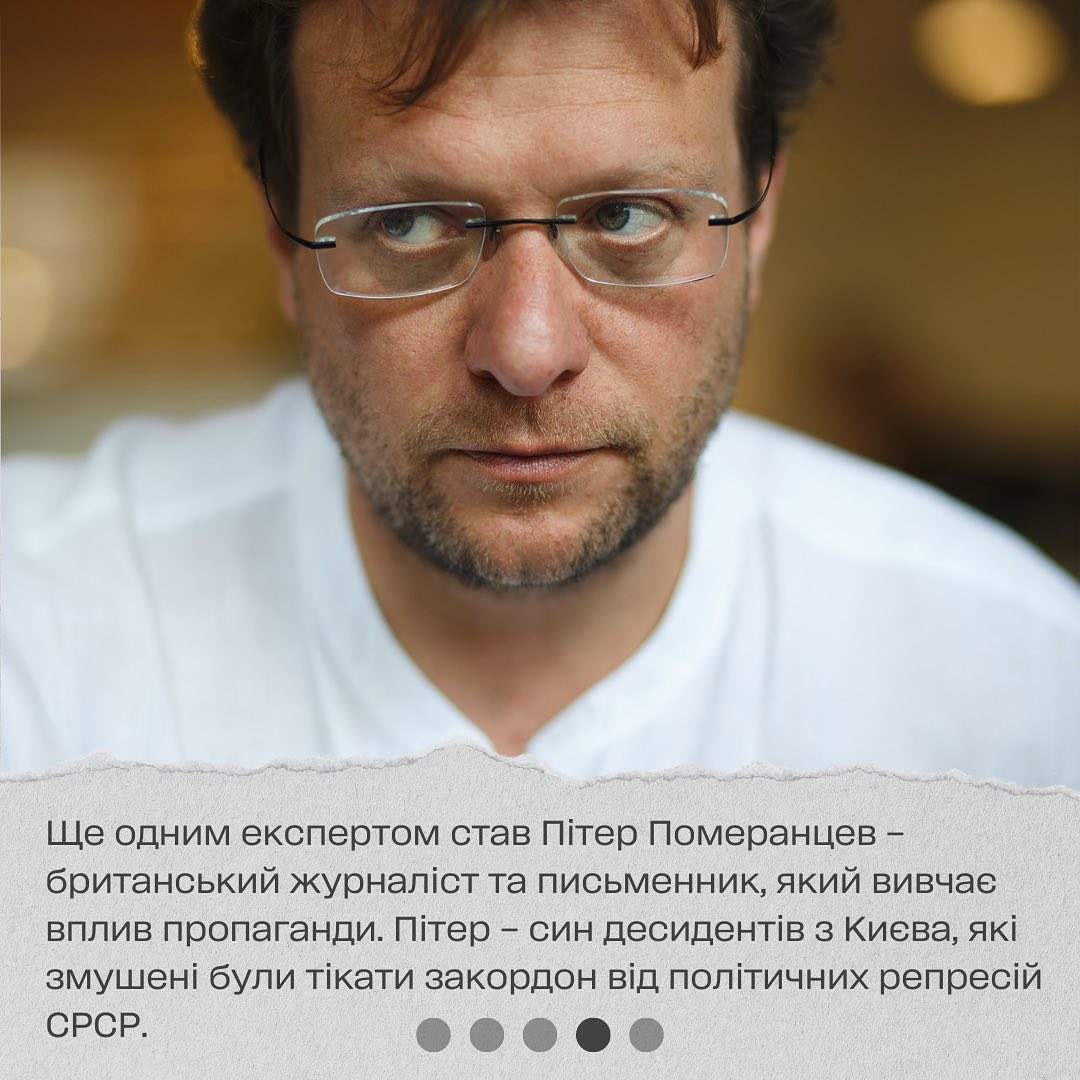 Ще одним експертом став Пітер Померанцев –
британський журналіст та письменник, який вивчає
вплив пропаганди. Пітер – син десидентів з Києва, які
змушені були тікати закордон від політичних репресій
СРСР.